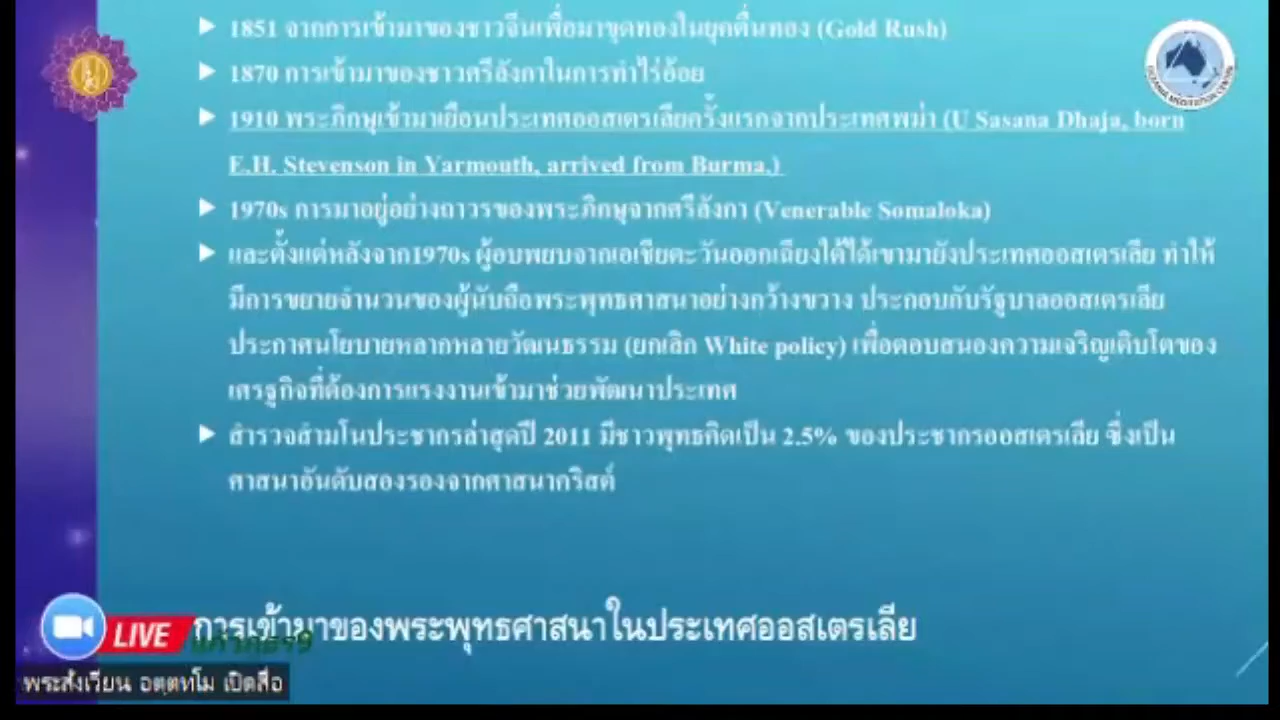 1851 จากการเข้ามาของชาวจีนเพื่อมาขุดทองในยุคตื่นทอง (Gold Rush)
1870 การเข้ามาของชาวศรีลังกาในการทำไร่อ้อย
1910 พระภิกษุเข้ามาเยือนประเทศออสเตรเลียครั้งแรกจากประเทศพม่า (U Sasana Dhaja, born
E.H. Stevenson in Yarmouth, arrived from Burma.)
1970s การมาอยู่อย่างถาวรของพระภิกษุจากศรีลังกา (Venerable Somaloka)
และตั้งแต่หลังจาก1970s ผู้อบพยบจากเอเชียตะวันออกเฉียงใต้ได้เขามายังประเทศออสเตรเลีย ทำให้
มีการขยายจำนวนของผู้นับถือพระพุทธศาสนาอย่างกว้างขวาง ประกอบกับรัฐบาลออสเตรเลีย
ประกาศนโยบายหลากหลายวัฒนธรรม (ยกเลิก White policy) เพื่อตอบสนองความเจริญเติบโตของ
เศรฐกิจที่ต้องการแรงงานเข้ามาช่วยพัฒนาประเทศ
สำรวจสำมโนประชากรล่าสุดปี 2011 มีชาวพุทธคิดเป็น 2.5% ของประชากรออสเตรเลีย ซึ่งเป็น
ศาสนาอันดับสองรองจากศาสนาคริสต์
การเข้ามาของพระพุทธศาสนาในประเทศออสเตรเลีย
LIVE
พระสังเวียน อตฺตทโม เปิดสื่อ